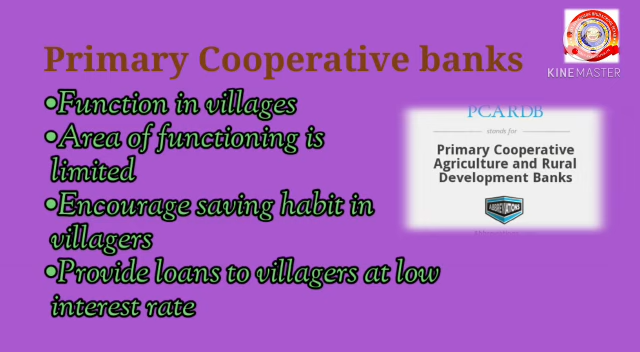 Primary Cooperative banks
•Function in villages
•Area of functioning is
limited
•Encourage saving habit in
villagers
•Provide loans to villagers at low
interest rate
KINEMASTER
PCARDB
stands for
Primary Cooperative
Agriculture and Rural
Development Banks
ABBREVIATIONS